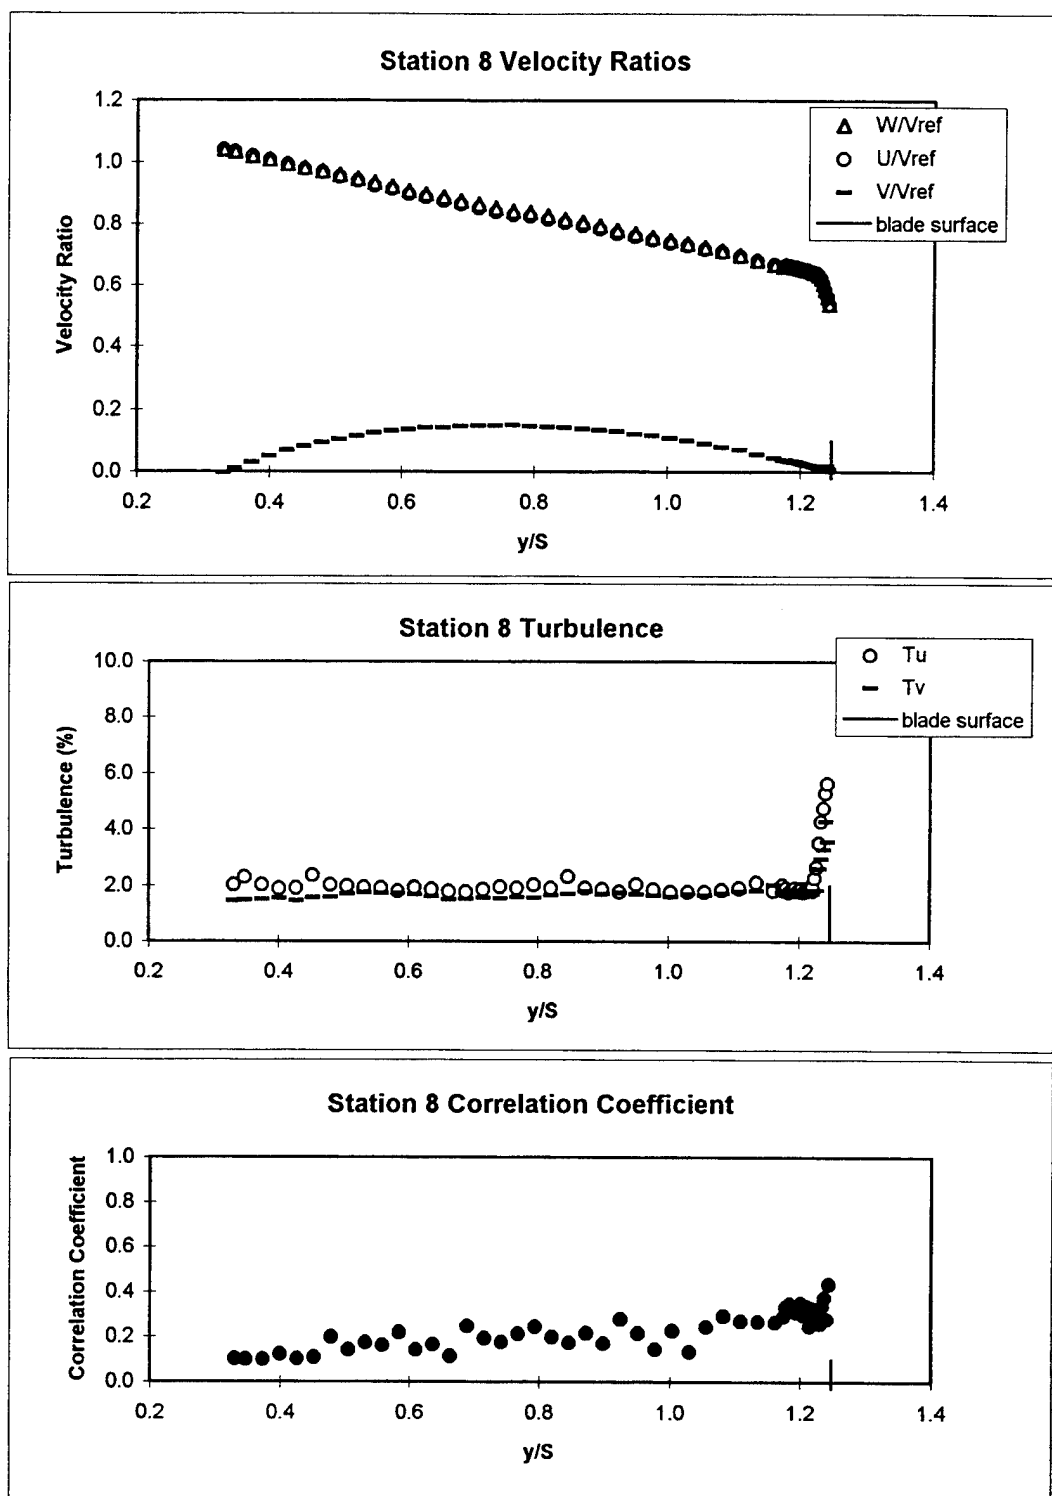 Station 8 Velocity Ratios
Velocity Ratio
1.2
1.0
0.8
0.6
0.4
0.2
0.0
0.2 0.4 0.6 0.8 1.0 1.2 1.4
y/S
W/Vref
U/Vref
V/Vref
blade surface
Station 8 Turbulence
Turbulence (%)
10.0
8.0
6.0
4.0
2.0
0.0
0.2 0.4 0.6 0.8 1.0 1.2 1.4
y/S
Tu
Tv
blade surface
Station 8 Correlation Coefficient
Correlation Coefficient
1.0
0.8
0.6
0.4
0.2
0.0
0.2 0.4 0.6 0.8 1.0 1.2 1.4
y/S